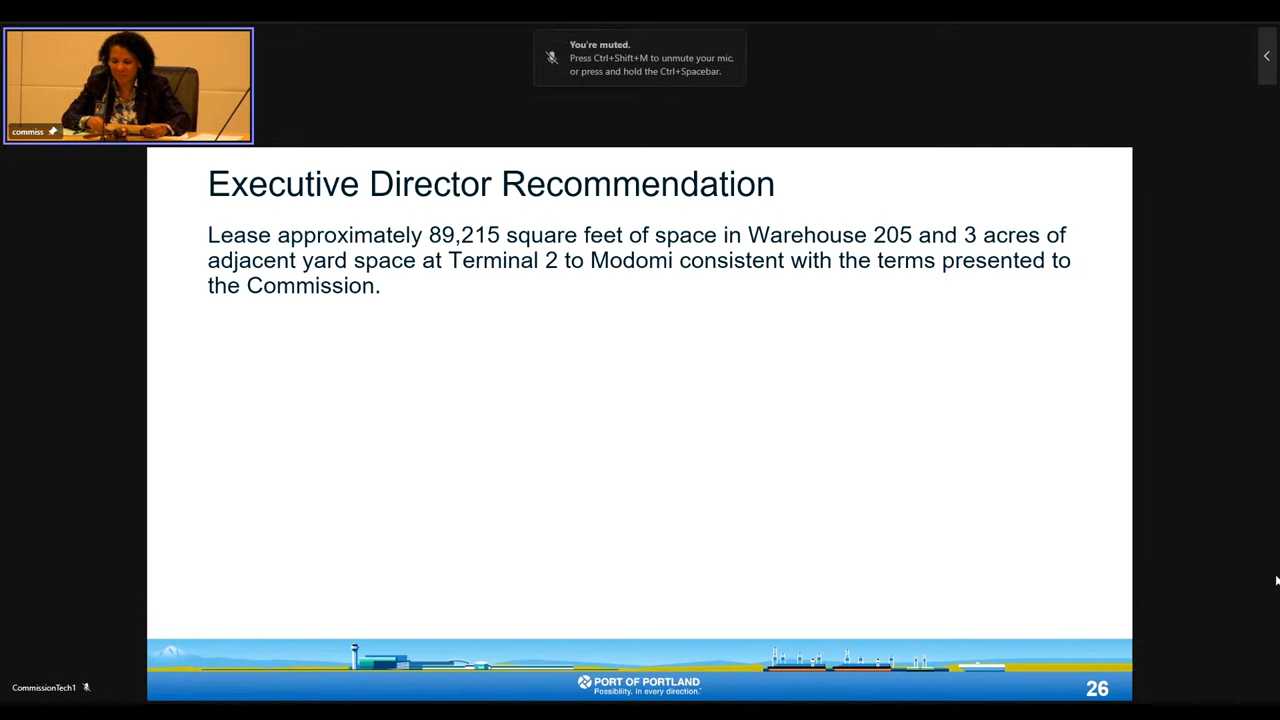 You're muted.
Press Ctrl+Shift+M to unmute your mic,
or press and hold the Ctrl+Spacebar.
commiss
Executive Director Recommendation
Lease approximately 89,215 square feet of space in Warehouse 205 and 3 acres of
adjacent yard space at Terminal 2 to Modomi consistent with the terms presented to
the Commission.
PORT OF PORTLAND
Possibility. In every direction.
26
CommissionTech1